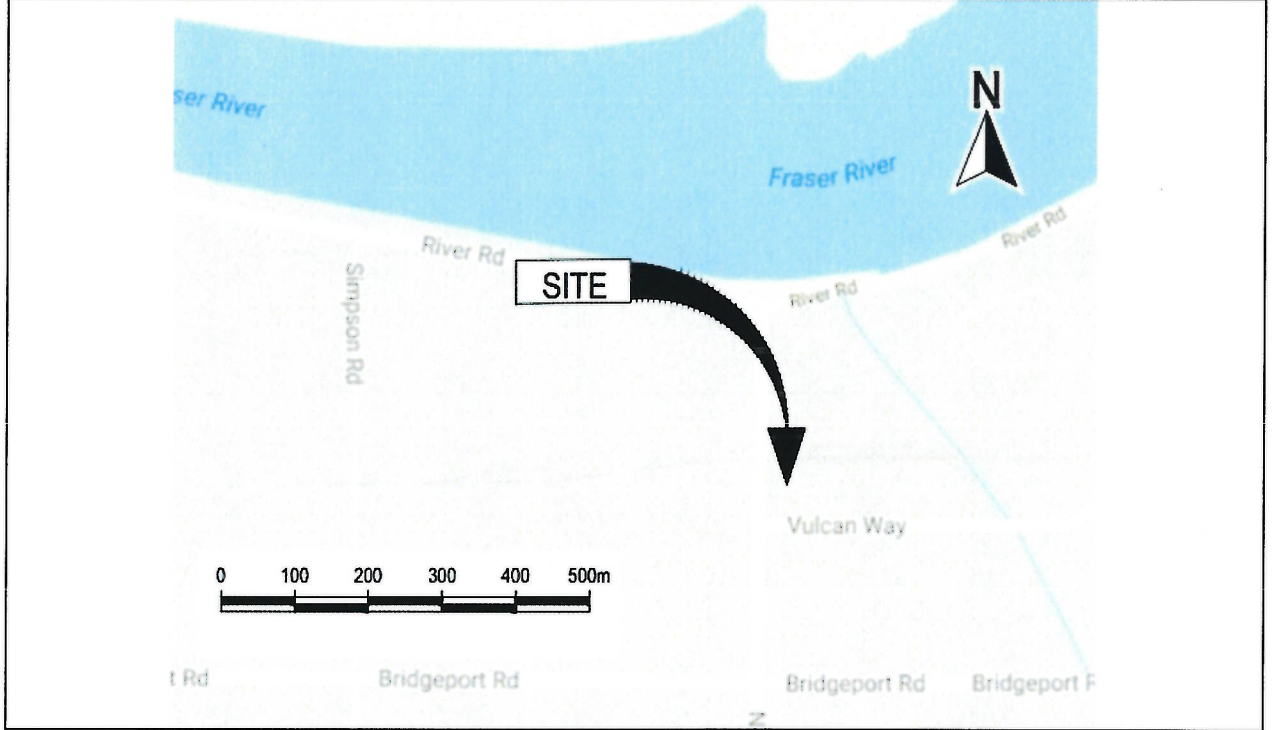 ser River
N
Fraser River
River Rd
River Rd
SITE
River Rd
Simpson Rd
Vulcan Way
0 100 200 300 400 500m
t Rd
Bridgeport Rd
Bridgeport Rd
Bridgeport R
N